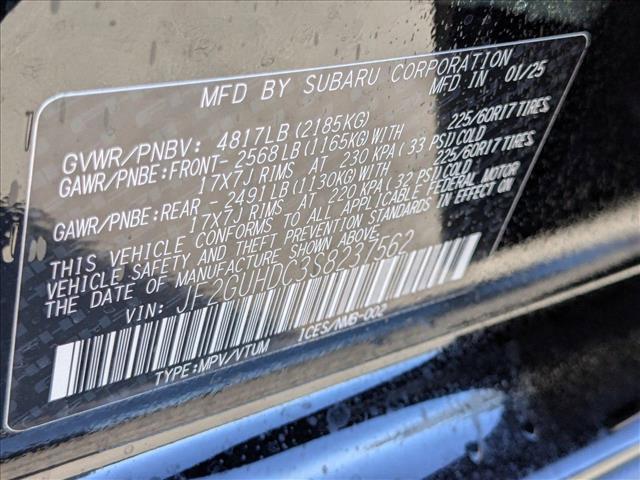 MFD BY SUBARU CORPORATION
MFD IN 01/25
GVWR/PNBV: 4817LB (2185KG)
GAWR/PNBE:FRONT- 2568LB (1165KG) WITH 225/60R17 TIRES
17X7J RIMS AT 230 KPA (33 PSI) COLD
GAWR/PNBE:REAR - 2491LB (1130KG) WITH 225/60R17 TIRES
17X7J RIMS AT 220 KPA (32 PSI) COLD
THIS VEHICLE CONFORMS TO ALL APPLICABLE FEDERAL MOTOR
VEHICLE SAFETY AND THEFT PREVENTION STANDARDS IN EFFECT ON
THE DATE OF MANUFACTURE SHOWN ABOVE.
VIN: JF2GUHDC3S8237562
ICES/NMB-002
TYPE:MPV/VTUM